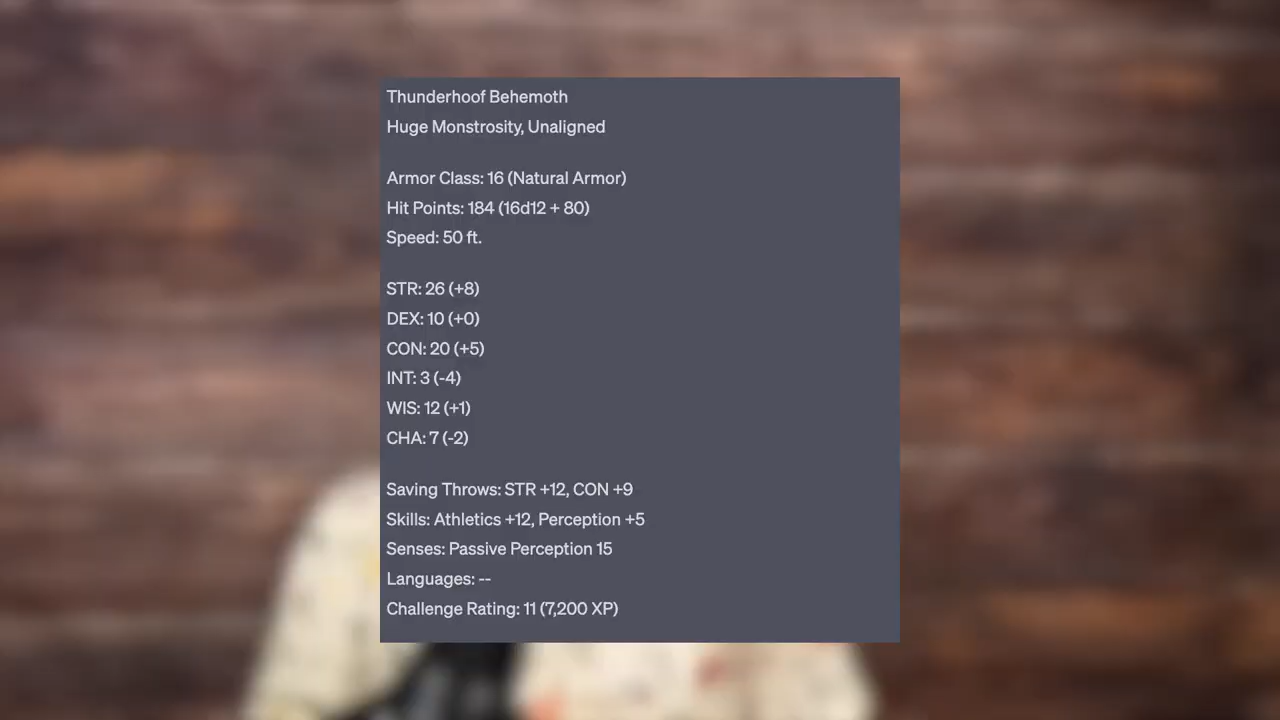 Thunderhoof Behemoth
Huge Monstrosity, Unaligned
Armor Class: 16 (Natural Armor)
Hit Points: 184 (16d12 + 80)
Speed: 50 ft.
STR: 26 (+8)
DEX: 10 (+0)
CON: 20 (+5)
INT: 3 (-4)
WIS: 12 (+1)
CHA: 7 (-2)
Saving Throws: STR +12, CON +9
Skills: Athletics +12, Perception +5
Senses: Passive Perception 15
Languages: --
Challenge Rating: 11 (7,200 XP)